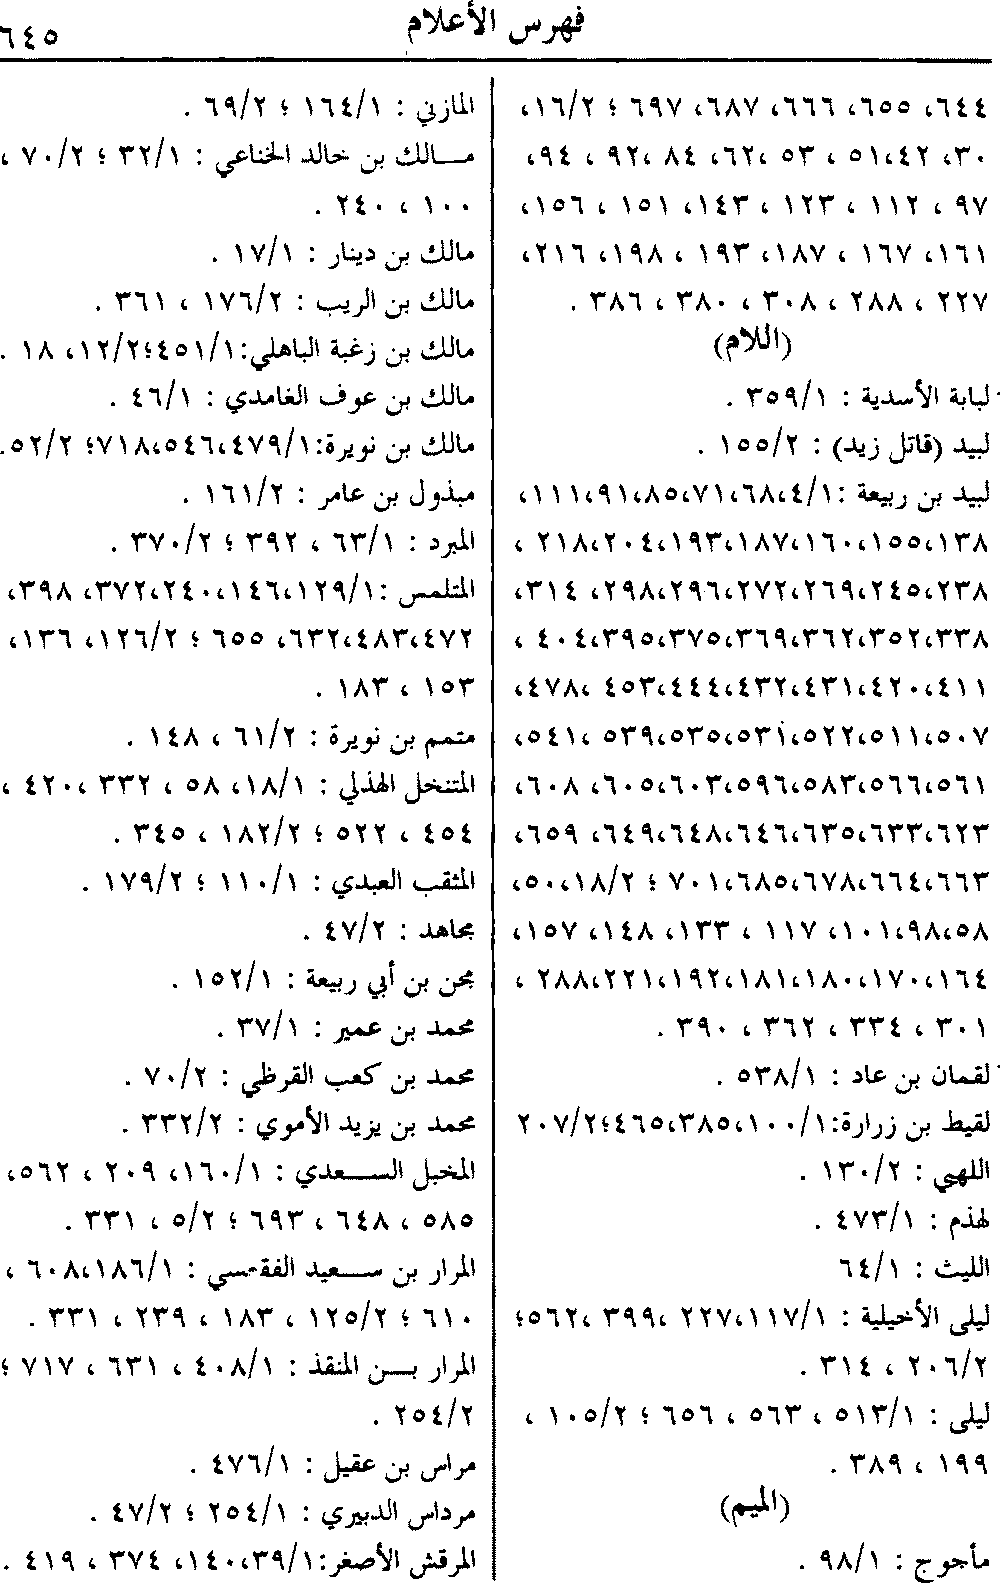 فهرس الأعلام
٦٤٥
٦٤٤، ٦٥٥، ٦٦٦، ٦٨٧، ٦٩٧ ؛ ١٦/٢،
٣٠، ٥١،٤٢ ، ٥٣ ،٦٢، ٨٤ ،٩٢ ، ٩٤،
٩٧ ، ١١٢ ، ١٢٣ ، ١٤٣، ١٥١ ، ١٥٦،
١٦١، ١٦٧ ، ١٨٧، ١٩٣ ، ١٩٨، ٢١٦،
٢٢٧ ، ٢٨٨ ، ٣٠٨ ، ٣٨٠ ، ٣٨٦ .
(اللام)
لبابة الأسدية : ٣٥٩/١ .
لبيد (قاتل زيد) : ١٥٥/٢ .
لبيد بن ربيعة :٤/١، ٦٨، ٧١، ٨٥، ٩١، ١١١،
١٣٨، ١٥٥، ١٦٠، ١٨٧، ١٩٣، ٢٠٤، ٢١٨ ،
٢٣٨، ٢٤٥، ٢٦٩، ٢٧٢، ٢٩٦، ٢٩٨، ٣١٤،
٣٣٨، ٣٥٢، ٣٦٢، ٣٦٩، ٣٧٥، ٣٩٥، ٤٠٤ ،
٤١١، ٤٢٠، ٤٣١، ٤٣٢، ٤٤٤، ٤٥٣ ،٤٧٨،
٥٠٧، ٥١١، ٥٢٢، ٥٣١، ٥٣٥، ٥٣٩ ،٥٤١،
٥٦١، ٥٦٦، ٥٨٣، ٥٩٦، ٦٠٣، ٦٠٥، ٦٠٨ ،
٦٢٣، ٦٣٣، ٦٣٥، ٦٤٦، ٦٤٨، ٦٤٩، ٦٥٩،
٦٦٣، ٦٦٤، ٦٧٨، ٦٨٥، ٧٠١ ؛ ١٨/٢، ٥٠،
٥٨، ٩٨، ١٠١، ١١٧ ، ١٣٣، ١٤٨، ١٥٧،
١٦٤، ١٧٠، ١٨٠، ١٨١، ١٩٢، ٢٢١، ٢٨٨ ،
٣٠١ ، ٣٣٤ ، ٣٦٢ ، ٣٩٠ .
لقمان بن عاد : ٥٣٨/١ .
لقيط بن زرارة:١٠٠/١، ٣٨٥، ٤٦٥؛ ٢٠٧/٢
اللهبي : ١٣٠/٢ .
لهذم : ٤٧٣/١ .
الليث : ٦٤/١
ليلى الأخيلية : ١١٧/١، ٢٢٧ ،٣٩٩ ،٥٦٢؛
٢٠٦/٢ ، ٣١٤ .
ليلى : ٥١٣/١ ، ٥٦٣ ، ٦٥٦ ؛ ١٠٥/٢ ،
١٩٩ ، ٣٨٩ .
(الميم)
مأجوج : ٩٨/١ .
المازني : ١٦٤/١ ؛ ٦٩/٢ .
مـالك بن خالد الخناعي : ٣٢/١ ؛ ٧٠/٢ ،
١٠٠ ، ٢٤٠ .
مالك بن دينار : ١٧/١ .
مالك بن الريب : ١٧٦/٢ ، ٣٦١ .
مالك بن زغبة الباهلي:٤٥١/١؛١٢/٢، ١٨ .
مالك بن عوف الغامدي : ٤٦/١ .
مالك بن نويرة:٤٧٩/١، ٥٤٦، ٧١٨؛ ٥٢/٢.
مبذول بن عامر : ١٦١/٢ .
المبرد : ٦٣/١ ، ٣٩٢ ؛ ٣٧٠/٢ .
المتلمس :١٢٩/١، ١٤٦، ٢٤٠، ٣٧٢، ٣٩٨،
٤٧٢، ٤٨٣، ٦٣٢، ٦٥٥ ؛ ١٢٦/٢، ١٣٦،
١٥٣ ، ١٨٣ .
متمم بن نويرة : ٦١/٢ ، ١٤٨ .
المتنخل الهذلي : ١٨/١، ٥٨ ، ٣٣٢ ،٤٢٠ ،
٤٥٤ ، ٥٢٢ ؛ ١٨٢/٢ ، ٣٤٥ .
المثقب العبدي : ١١٠/١ ؛ ١٧٩/٢ .
مجاهد : ٤٧/٢ .
مجن بن أبي ربيعة : ١٥٢/١ .
محمد بن عمير : ٣٧/١ .
محمد بن كعب القرظي : ٧٠/٢ .
محمد بن يزيد الأموي : ٣٣٢/٢ .
المخبل السـعدي : ١٦٠/١، ٢٠٩ ، ٥٦٢،
٥٨٥ ، ٦٤٨ ، ٦٩٣ ؛ ٥/٢ ، ٣٣١ .
المرار بن سـعيد الفقعسي : ١٨٦/١، ٦٠٨ ،
٦١٠ ؛ ١٢٥/٢ ، ١٨٣ ، ٢٣٩ ، ٣٣١ .
المرار بـن المنقذ : ٤٠٨/١ ، ٦٣١ ، ٧١٧ ؛
٢٥٤/٢ .
مراس بن عقيل : ٤٧٦/١ .
مرداس الدبيري : ٢٥٤/١ ؛ ٤٧/٢ .
المرقش الأصغر:٣٩/١، ١٤٠، ٣٧٤ ، ٤١٩ .